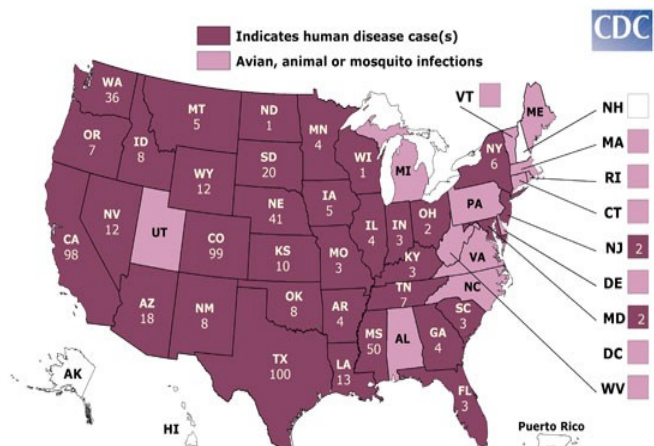 Indicates human disease case(s)
Avian, animal or mosquito infections
CDC
WA
36
MT
5
ND
1
MN
4
VT
ME
NH
OR
7
ID
8
SD
20
WI
1
MI
NY
6
MA
WY
12
RI
NE
41
IA
5
PA
CT
NV
12
UT
CO
99
IL
4
IN
3
OH
2
NJ 2
CA
98
KS
10
MO
3
KY
3
VA
DE
AZ
18
NM
8
OK
8
AR
4
TN
7
NC
MD 2
SC
3
DC
MS
50
AL
GA
4
WV
TX
100
LA
13
FL
3
AK
HI
Puerto Rico